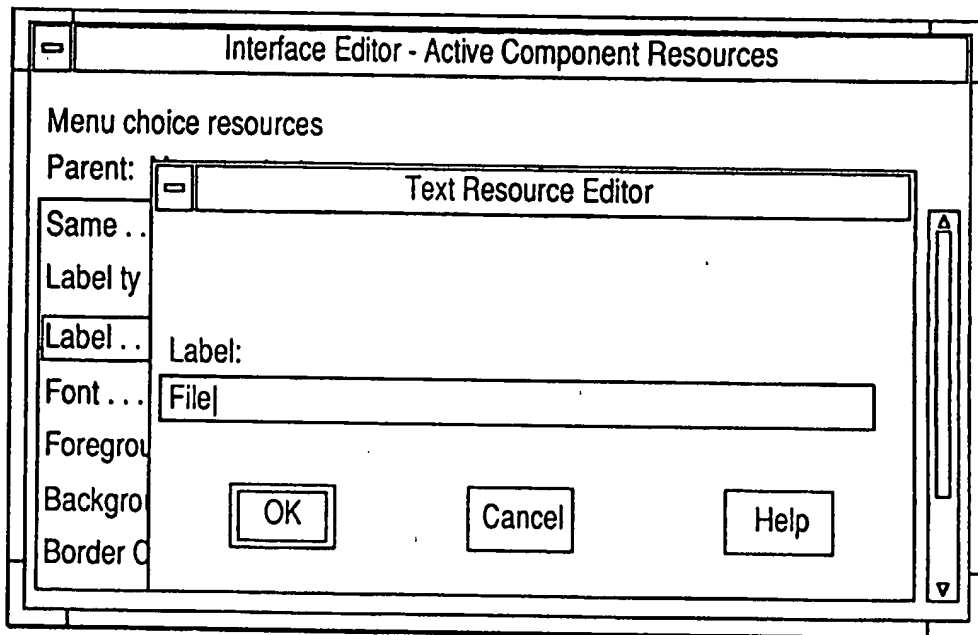 Interface Editor - Active Component Resources
Menu choice resources
Parent:
Text Resource Editor
Same . .
Label ty
Label . .
Label:
Font . . .
File
Foregrou
Backgrou
Border C
OK
Cancel
Help